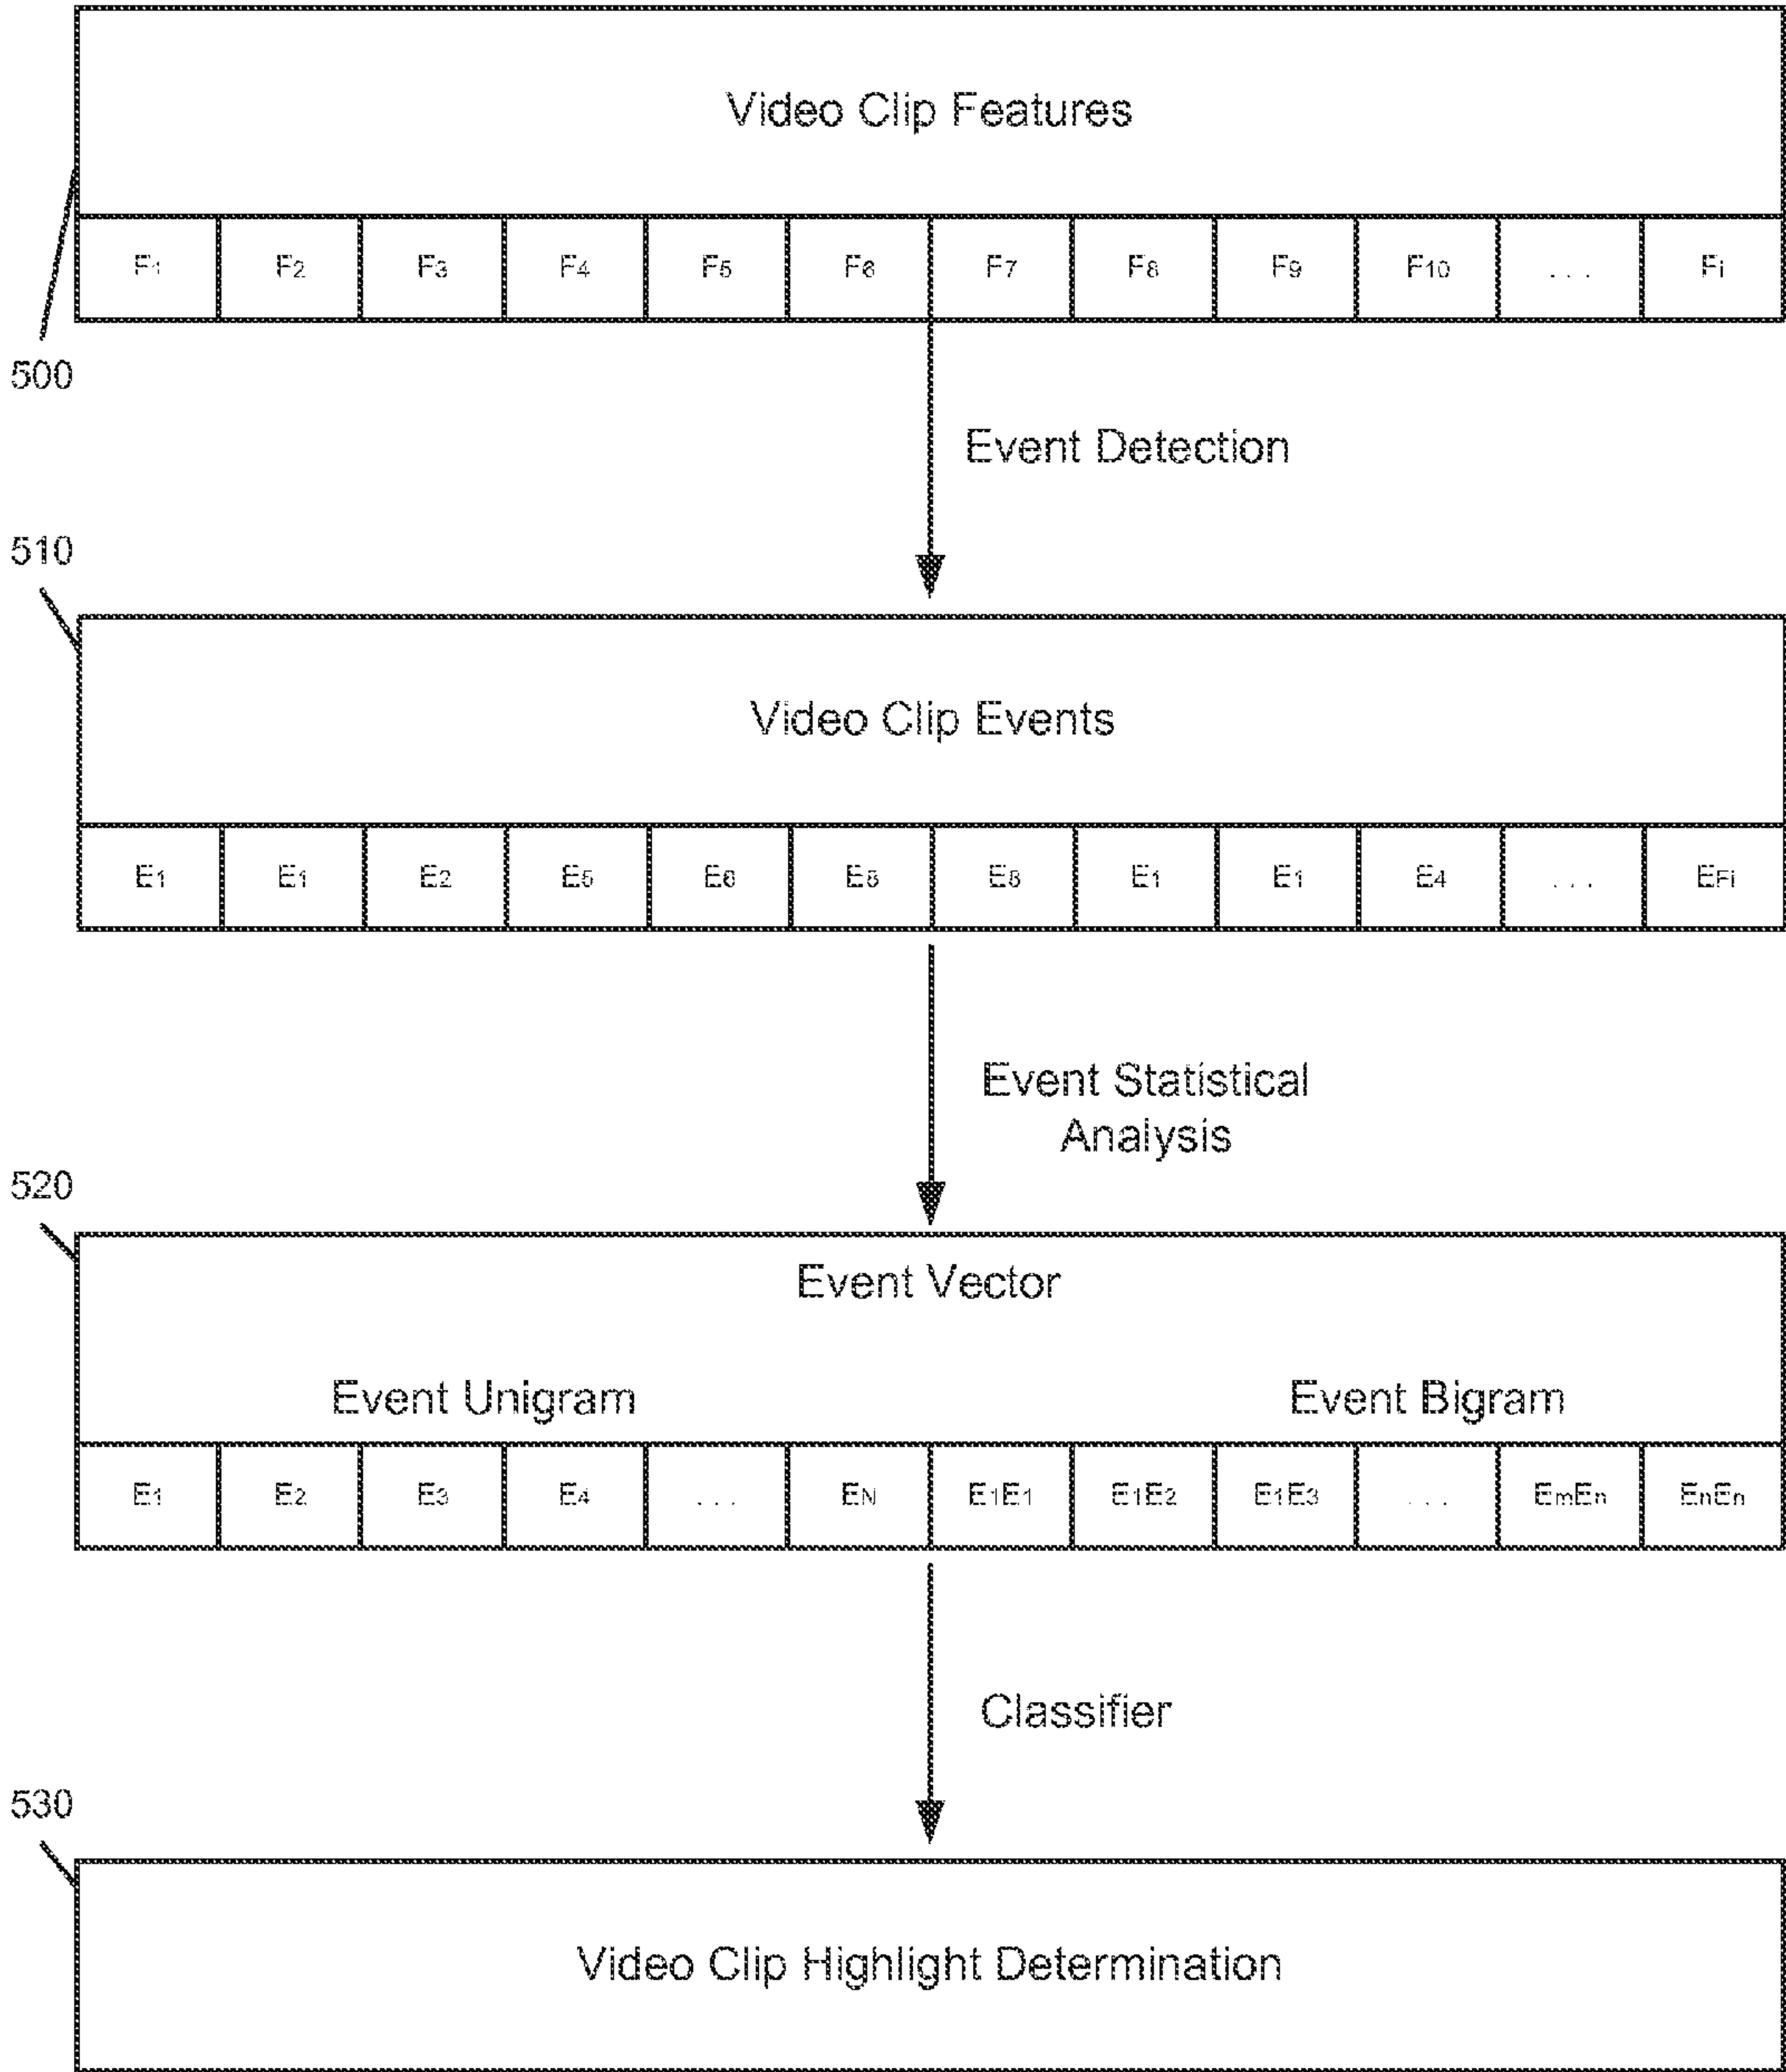 Video Clip Features
F1 F2 F3 F4 F5 F6 F7 F8 F9 F10 ... Fi
500
Event Detection
510
Video Clip Events
E1 E1 E2 E5 E6 E8 E8 E1 E1 E4 ... EFi
Event Statistical
Analysis
520
Event Vector
Event Unigram Event Bigram
E1 E2 E3 E4 ... EN E1E1 E1E2 E1E3 ... EmEn EnEn
Classifier
530
Video Clip Highlight Determination